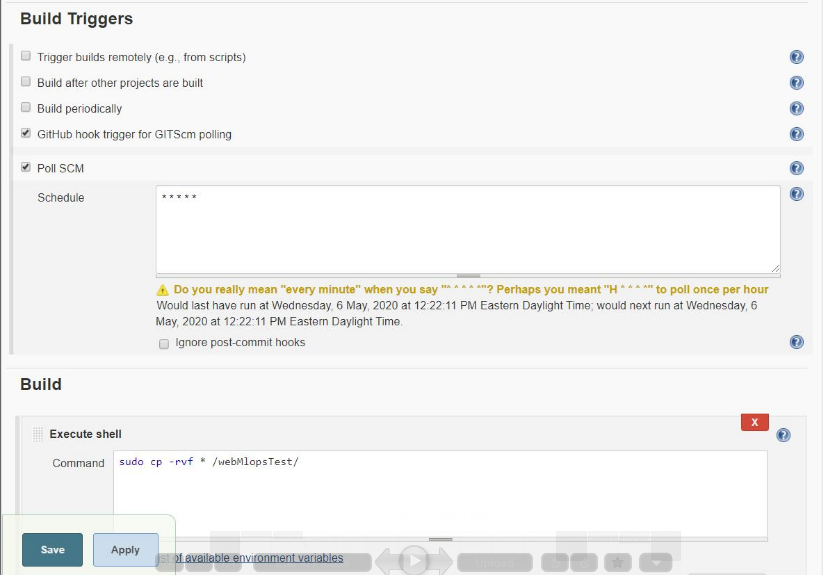 Build Triggers
Trigger builds remotely (e.g., from scripts)
Build after other projects are built
Build periodically
GitHub hook trigger for GITScm polling
Poll SCM
Schedule
* * * * *
Do you really mean "every minute" when you say "* * * * *"? Perhaps you meant "H * * * *" to poll once per hour
Would last have run at Wednesday, 6 May, 2020 at 12:22:11 PM Eastern Daylight Time; would next run at Wednesday, 6
May, 2020 at 12:22:11 PM Eastern Daylight Time.
Ignore post-commit hooks
Build
X
Execute shell
Command
sudo cp -rvf * /webMlopsTest/
Save
Apply
of available environment variables